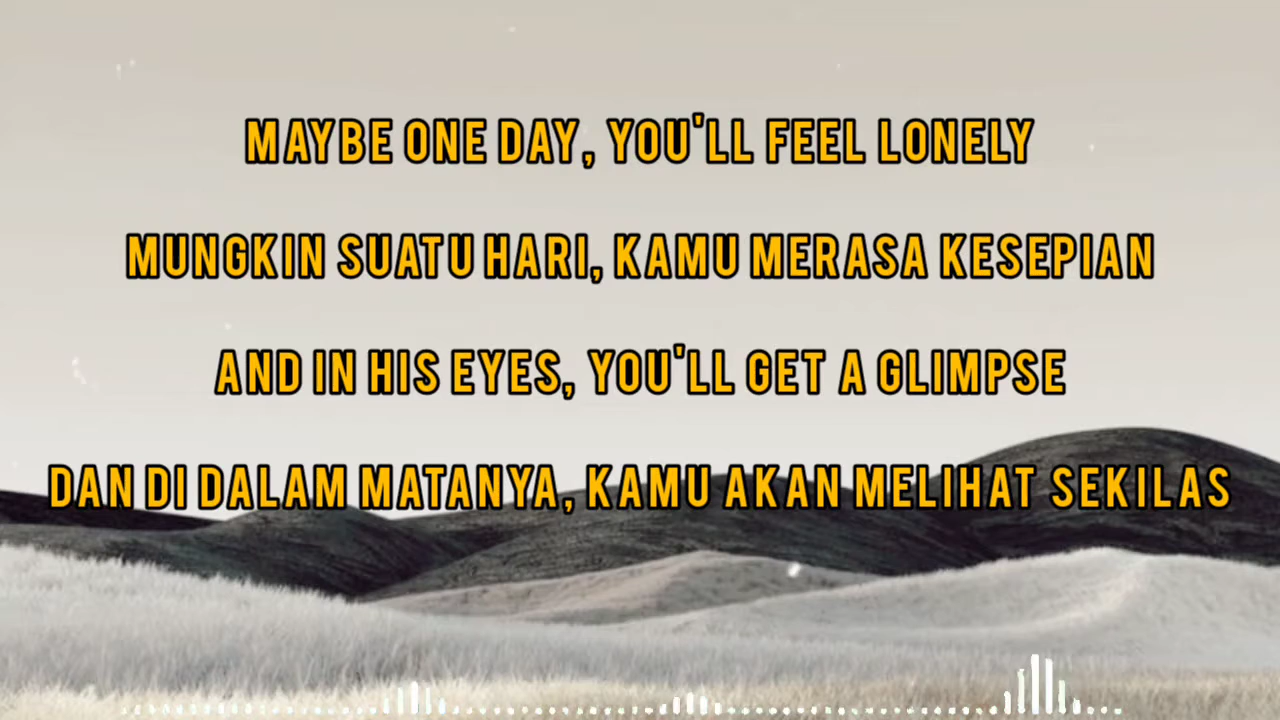 MAYBE ONE DAY, YOU'LL FEEL LONELY
MUNGKIN SUATU HARI, KAMU MERASA KESEPIAN
AND IN HIS EYES, YOU'LL GET A GLIMPSE
DAN DI DALAM MATANYA, KAMU AKAN MELIHAT SEKILAS